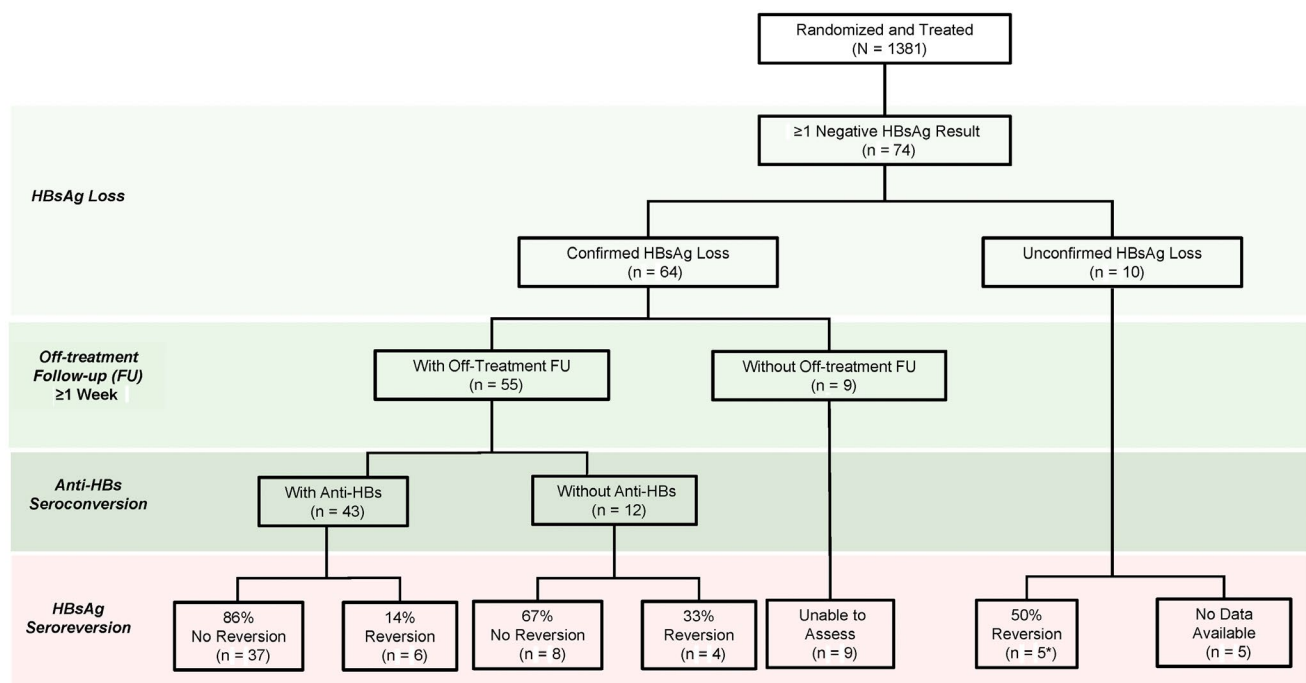 Randomized and Treated
(N = 1381)
≥1 Negative HBsAg Result
(n = 74)
HBsAg Loss
Confirmed HBsAg Loss
(n = 64)
Unconfirmed HBsAg Loss
(n = 10)
Off-treatment
Follow-up (FU)
≥1 Week
With Off-Treatment FU
(n = 55)
Without Off-treatment FU
(n = 9)
Anti-HBs
Seroconversion
With Anti-HBs
(n = 43)
Without Anti-HBs
(n = 12)
HBsAg
Seroreversion
86%
No Reversion
(n = 37)
14%
Reversion
(n = 6)
67%
No Reversion
(n = 8)
33%
Reversion
(n = 4)
Unable to
Assess
(n = 9)
50%
Reversion
(n = 5*)
No Data
Available
(n = 5)